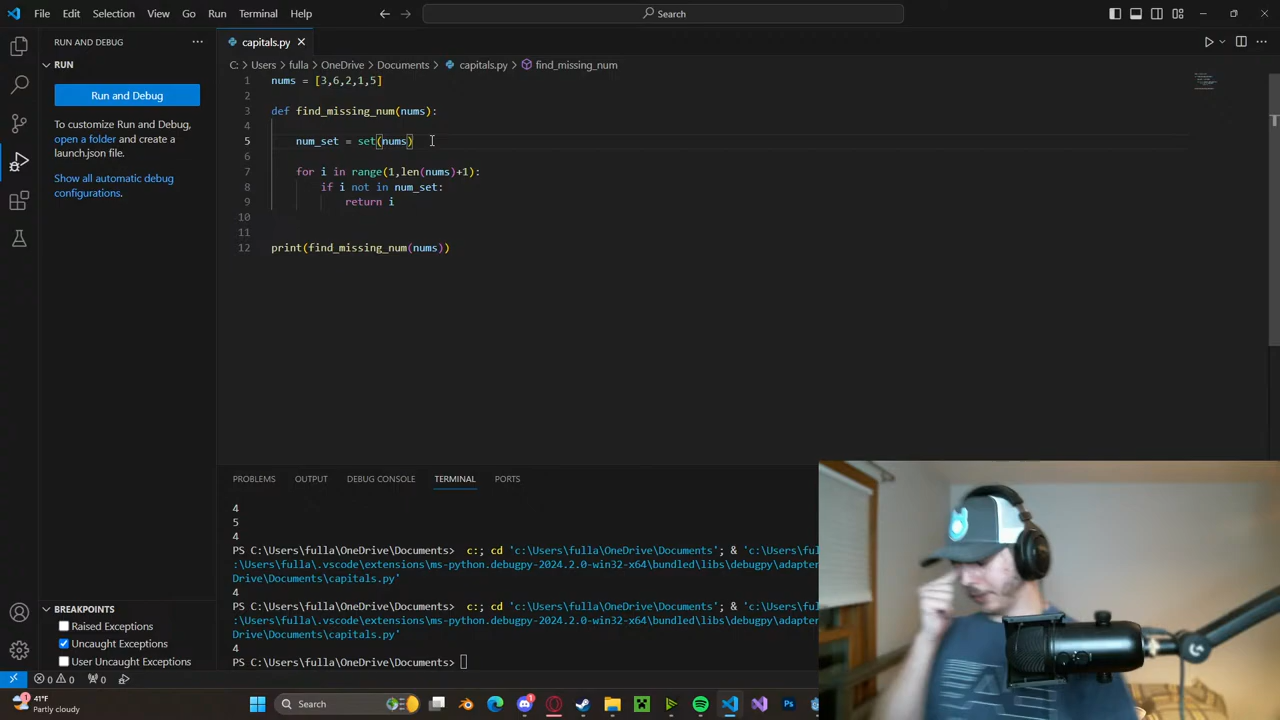 File Edit Selection View Go Run Terminal Help
Search
RUN AND DEBUG
RUN
Run and Debug
To customize Run and Debug,
open a folder and create a
launch.json file.
Show all automatic debug
configurations.
capitals.py
C: > Users > fulla > OneDrive > Documents > capitals.py > find_missing_num
1 nums = [3,6,2,1,5]
2
3 def find_missing_num(nums):
4
5 num_set = set(nums)
6
7 for i in range(1,len(nums)+1):
8 if i not in num_set:
9 return i
10
11
12 print(find_missing_num(nums))
PROBLEMS OUTPUT DEBUG CONSOLE TERMINAL PORTS
4
5
4
PS C:\Users\fulla\OneDrive\Documents> c:; cd 'c:\Users\fulla\OneDrive\Documents'; & 'c:\Users\ful
:\Users\fulla\.vscode\extensions\ms-python.debugpy-2024.2.0-win32-x64\bundled\libs\debugpy\adapter
Drive\Documents\capitals.py'
4
PS C:\Users\fulla\OneDrive\Documents> c:; cd 'c:\Users\fulla\OneDrive\Documents'; & 'c:\Users\ful
:\Users\fulla\.vscode\extensions\ms-python.debugpy-2024.2.0-win32-x64\bundled\libs\debugpy\adapter
Drive\Documents\capitals.py'
4
PS C:\Users\fulla\OneDrive\Documents>
BREAKPOINTS
Raised Exceptions
Uncaught Exceptions
User Uncaught Exceptions
0 0 0
1
41°F
Partly cloudy
Search
Ps